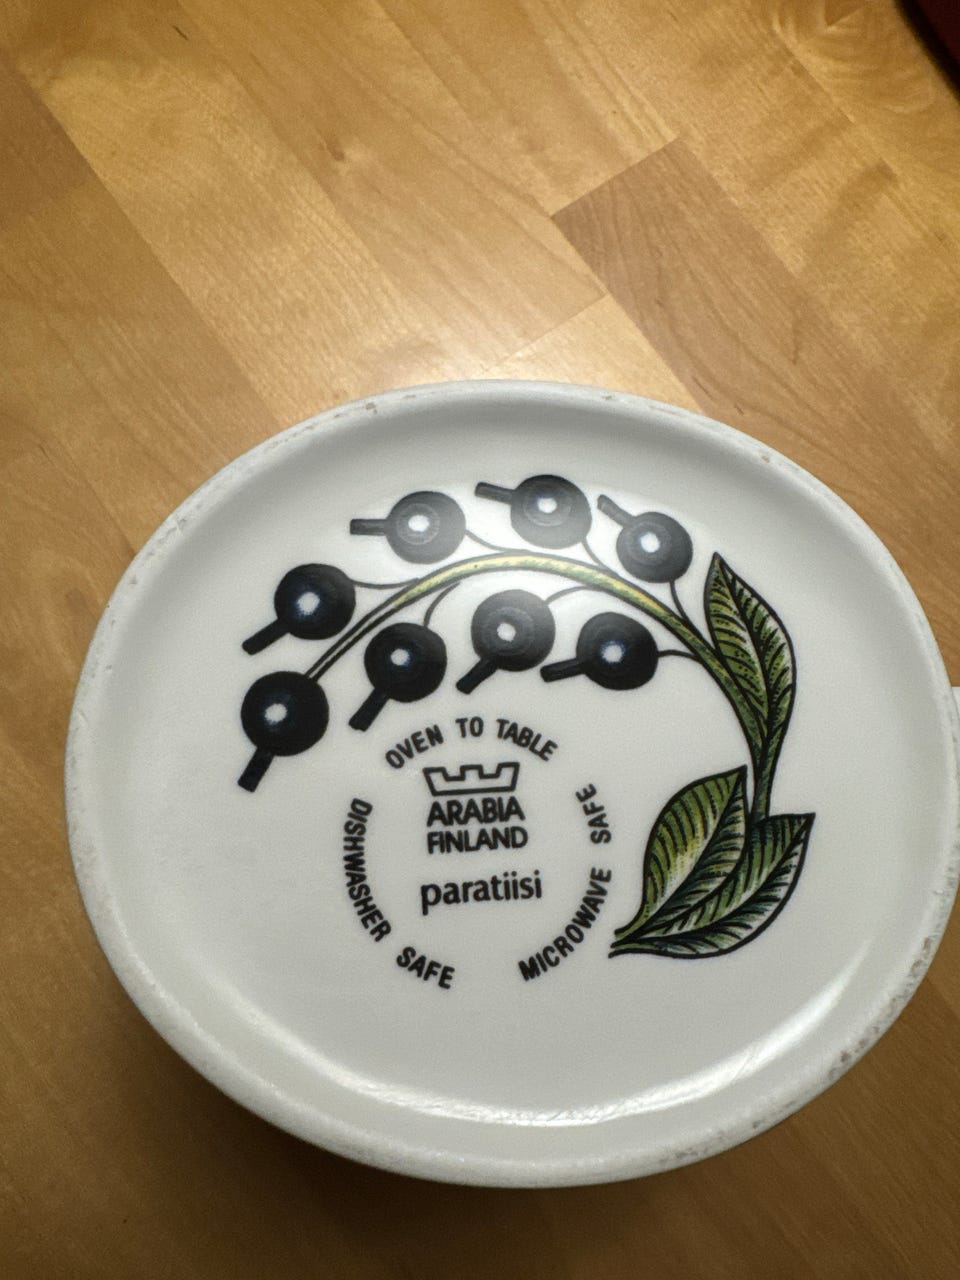 OVEN TO TABLE
ARABIA
FINLAND
paratiisi
DISHWASHER SAFE
MICROWAVE SAFE